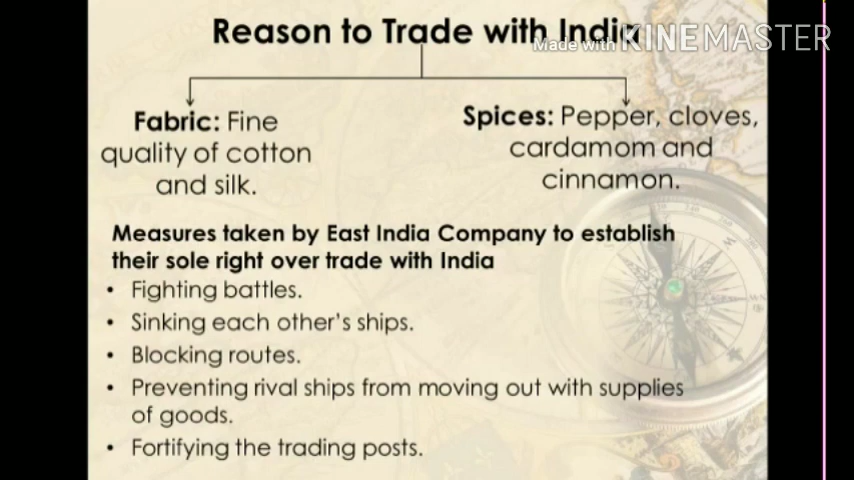 Reason to Trade with India
Made with KINEMASTER
Fabric: Fine
quality of cotton
and silk.
Spices: Pepper, cloves,
cardamom and
cinnamon.
Measures taken by East India Company to establish
their sole right over trade with India
• Fighting battles.
• Sinking each other's ships.
• Blocking routes.
• Preventing rival ships from moving out with supplies
of goods.
• Fortifying the trading posts.